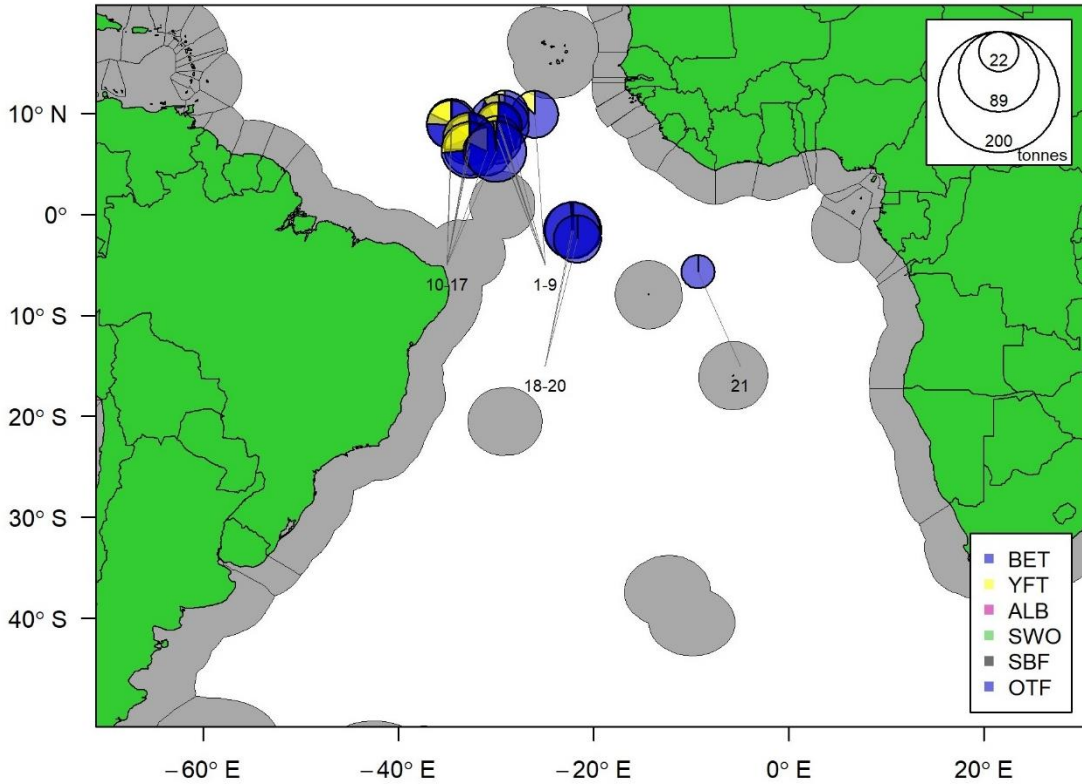 22
89
200
tonnes
10° N
0°
10° S
20° S
30° S
40° S
10-17
1-9
18-20
21
BET
YFT
ALB
SWO
SBF
OTF
−60° E
−40° E
−20° E
0° E
20° E